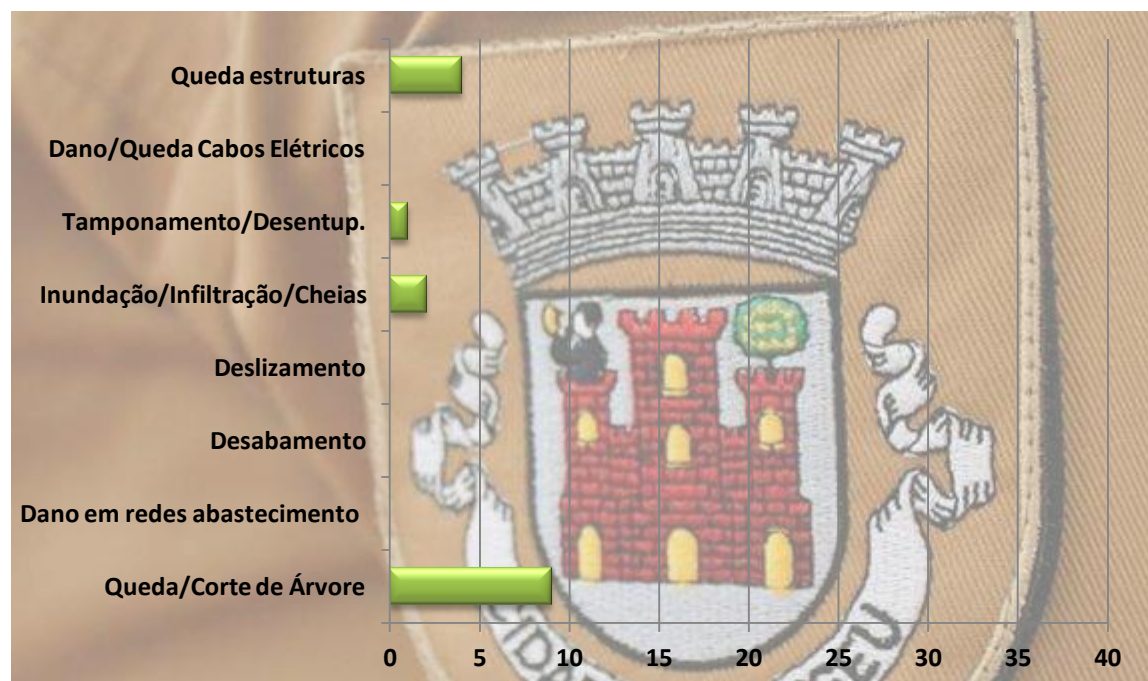 Queda estruturas
Dano/Queda Cabos Elétricos
Tamponamento/Desentup.
Inundação/Infiltração/Cheias
Deslizamento
Desabamento
Dano em redes abastecimento
Queda/Corte de Árvore
0 5 10 15 20 25 30 35 40